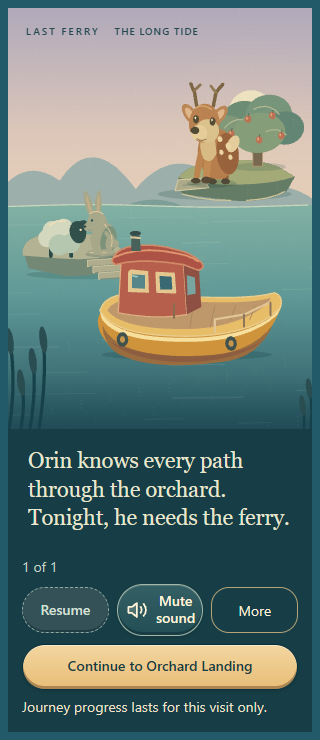 LAST FERRY THE LONG TIDE
Orin knows every path
through the orchard.
Tonight, he needs the ferry.
1 of 1
Resume
Mute
sound
More
Continue to Orchard Landing
Journey progress lasts for this visit only.